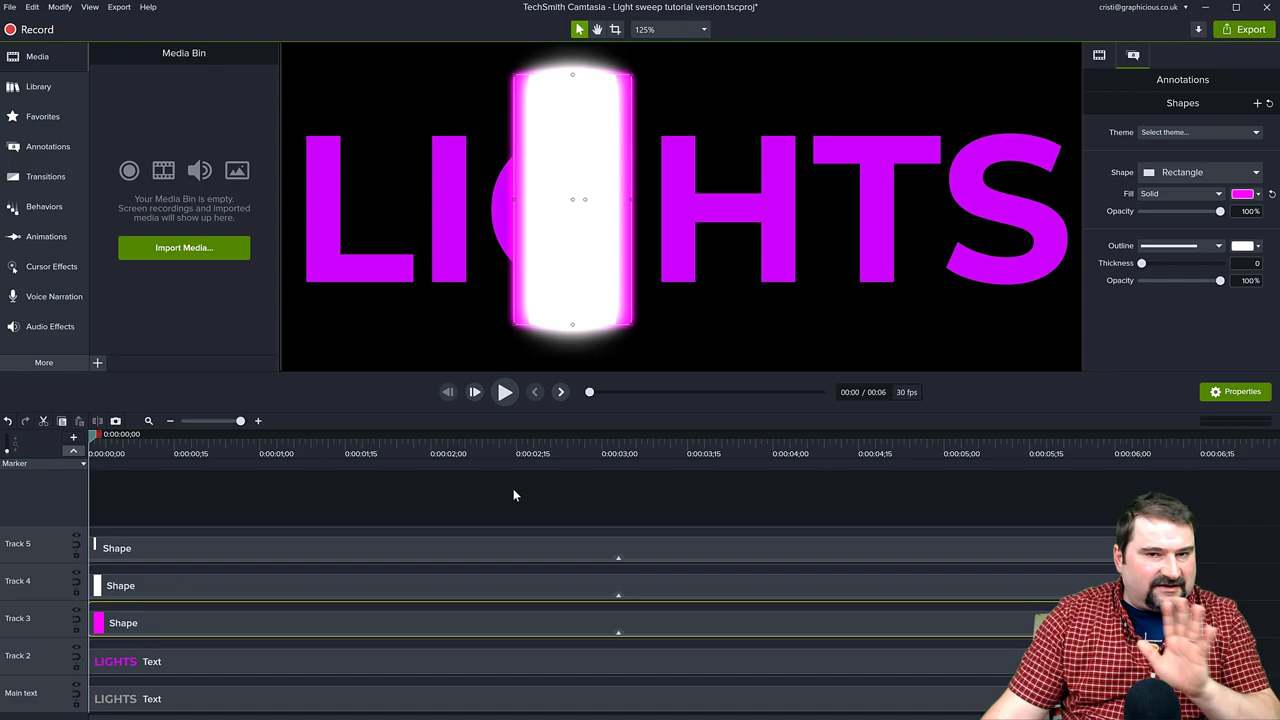 File Edit Modify View Export Help
TechSmith Camtasia - Light sweep tutorial version.tscproj*
cristi@graphicious.co.uk
Record
125%
Export
Media
Library
Favorites
Annotations
Transitions
Behaviors
Animations
Cursor Effects
Voice Narration
Audio Effects
More
Media Bin
Your Media Bin is empty.
Screen recordings and imported
media will show up here.
Import Media...
LIGHTS
Annotations
Shapes
Theme Select theme...
Shape Rectangle
Fill Solid
Opacity 100%
Outline
Thickness 0
Opacity 100%
00:00 / 00:06 30 fps
Properties
0:00:00;00
0:00:00;00 00:00:00;15 0:00:01;00 00:00:01;15 0:00:02;00 00:00:02;15 0:00:03;00 00:00:03;15 0:00:04;00 00:00:04;15 0:00:05;00 00:00:05;15 0:00:06;00 00:00:06;15
Marker
Track 5 Shape
Track 4 Shape
Track 3 Shape
Track 2 LIGHTS Text
Main text LIGHTS Text